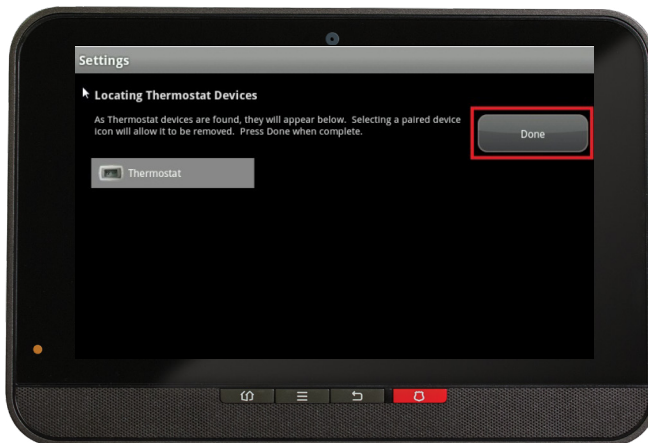 Settings
Locating Thermostat Devices
As Thermostat devices are found, they will appear below. Selecting a paired device
icon will allow it to be removed. Press Done when complete.
Done
Thermostat